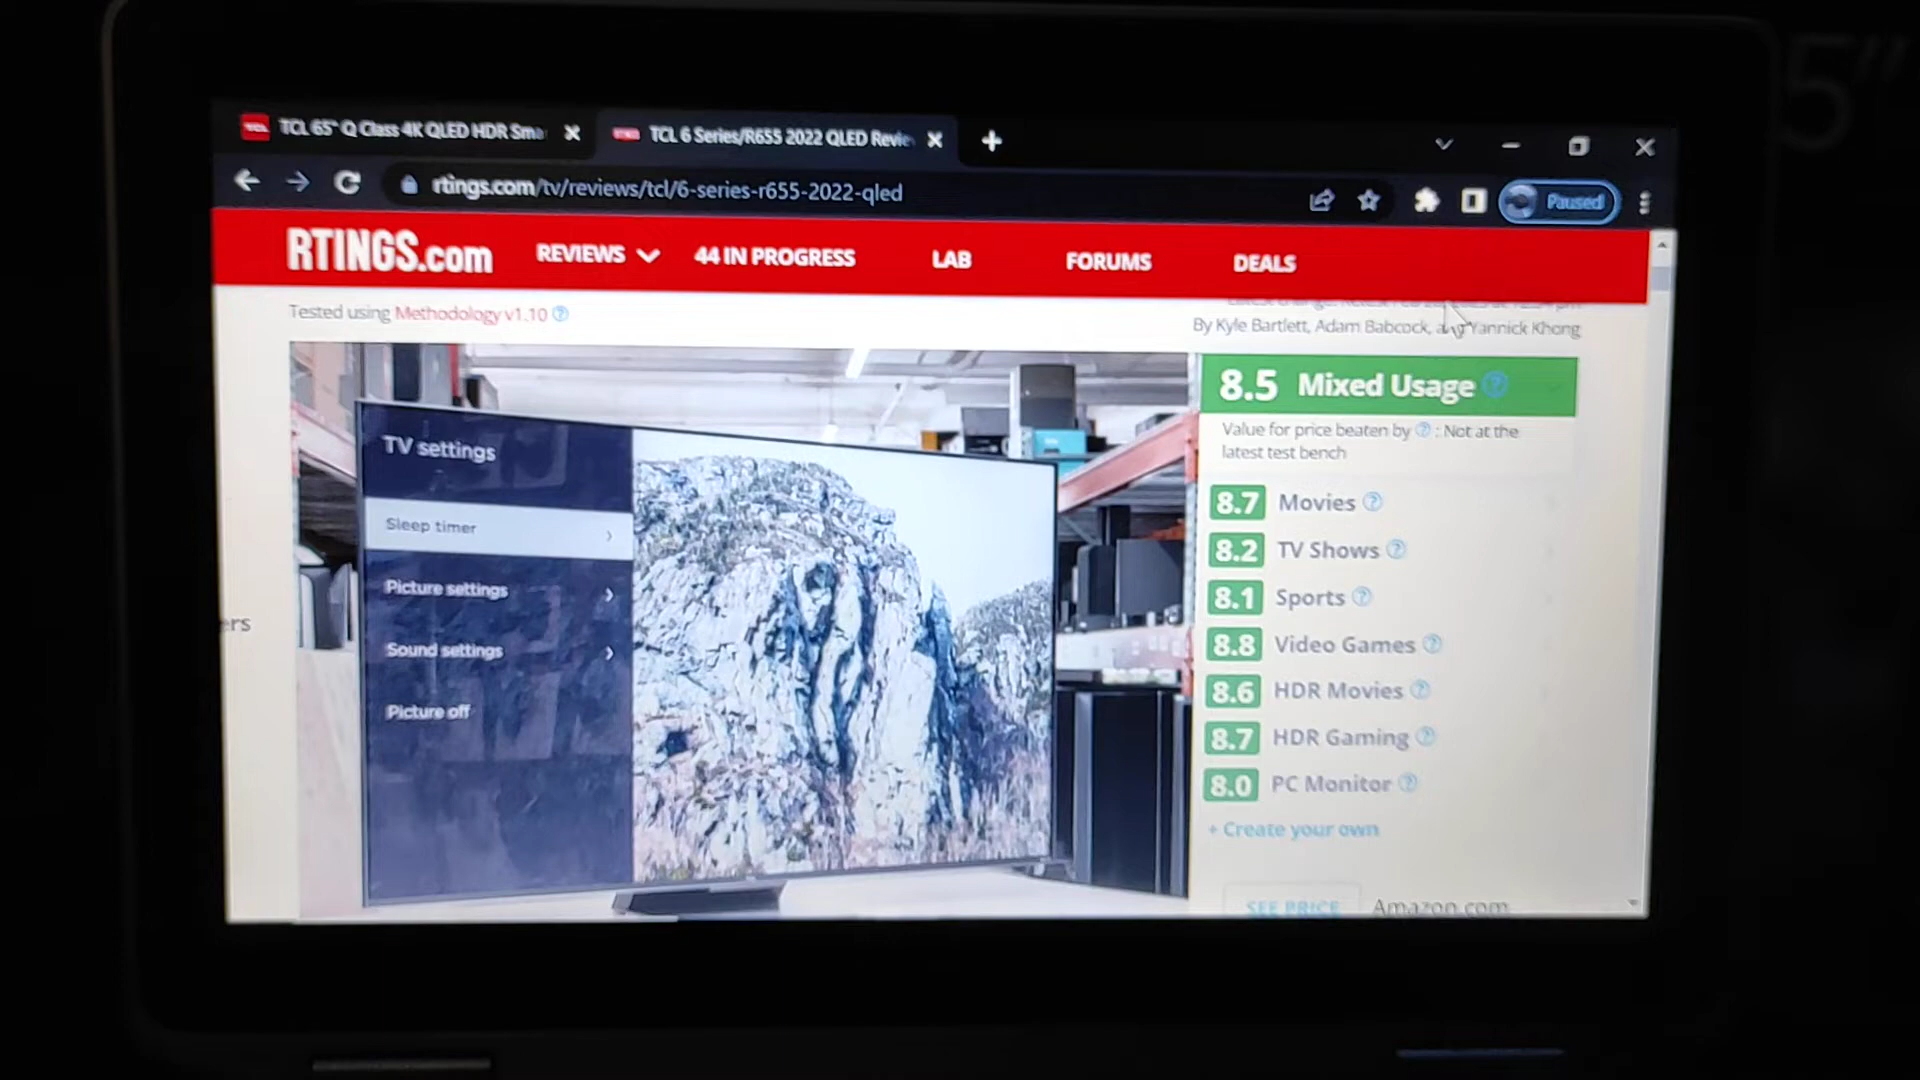 5"
TCL 65" Q Class 4K QLED HDR Sma
TCL 6 Series/R655 2022 QLED Revie
rtings.com/tv/reviews/tcl/6-series-r655-2022-qled
Paused
RTINGS.com
REVIEWS
44 IN PROGRESS
LAB
FORUMS
DEALS
Tested using Methodology v1.10
By Kyle Bartlett, Adam Babcock, and Yannick Khong
8.5 Mixed Usage
Value for price beaten by : Not at the
latest test bench
8.7 Movies
8.2 TV Shows
8.1 Sports
8.8 Video Games
8.6 HDR Movies
8.7 HDR Gaming
8.0 PC Monitor
+ Create your own
SEE PRICE
Amazon.com
TV settings
Sleep timer
Picture settings
Sound settings
Picture off
ers